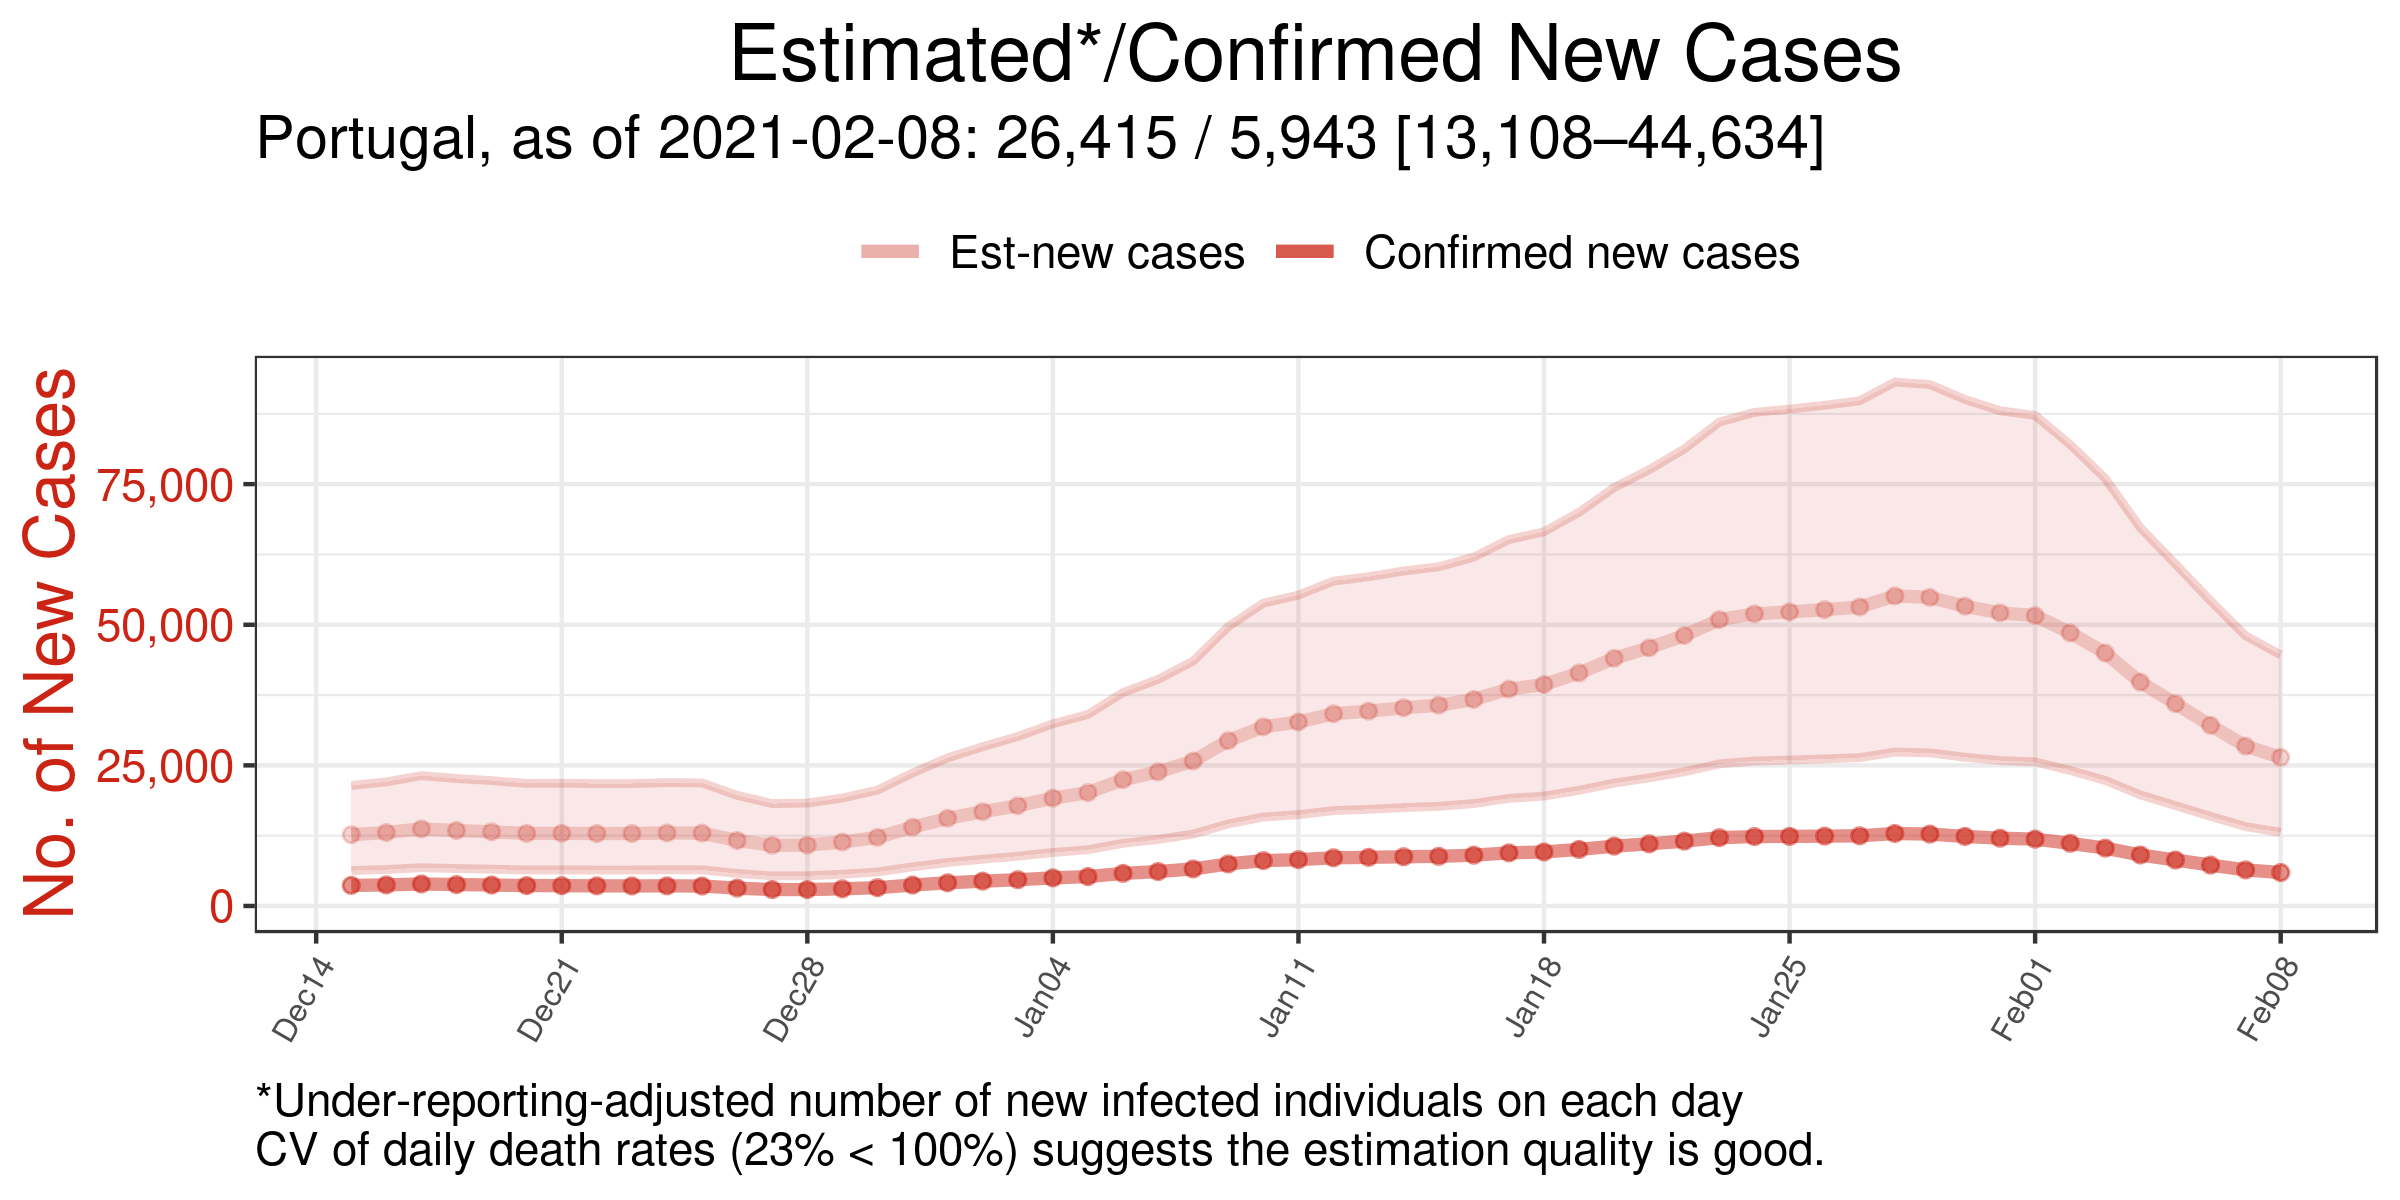 Estimated*/Confirmed New Cases
Portugal, as of 2021-02-08: 26,415 / 5,943 [13,108–44,634]
Est-new cases Confirmed new cases
No. of New Cases
75,000
50,000
25,000
0
Dec14 Dec21 Dec28 Jan04 Jan11 Jan18 Jan25 Feb01 Feb08
*Under-reporting-adjusted number of new infected individuals on each day
CV of daily death rates (23% < 100%) suggests the estimation quality is good.